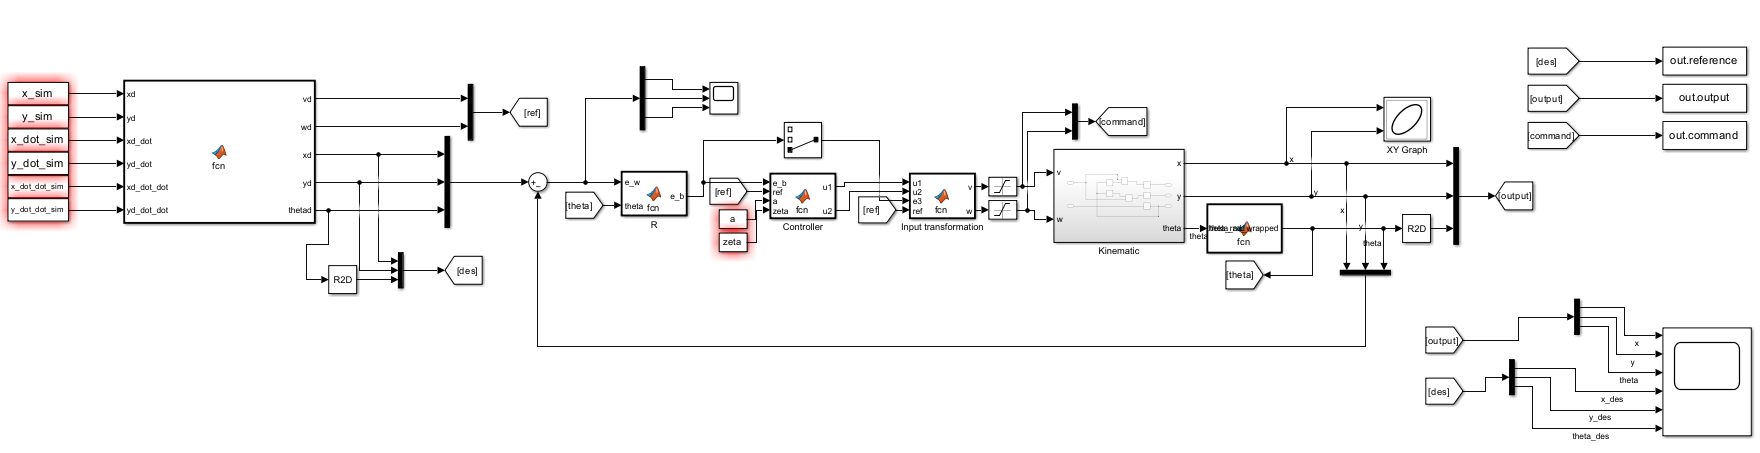 x_sim
y_sim
x_dot_sim
y_dot_sim
x_dot_dot_sim
y_dot_dot_sim
xd
yd
xd_dot
yd_dot
xd_dot_dot
yd_dot_dot
fcn
vd
wd
xd
yd
thetad
[ref]
R2D
[des]
+
_
[theta]
e_w
theta
fcn
e_b
R
[ref]
a
zeta
e_b
ref
a
zeta
fcn
u1
u2
Controller
[ref]
u1
u2
e3
ref
fcn
v
w
Input transformation
[command]
v
w
x
y
theta
Kinematic
XY Graph
x
y
theta
wrapped
fcn
[theta]
x
y
theta
R2D
[output]
[des]
out.reference
[output]
out.output
[command]
out.command
[output]
x
y
theta
[des]
x_des
y_des
theta_des